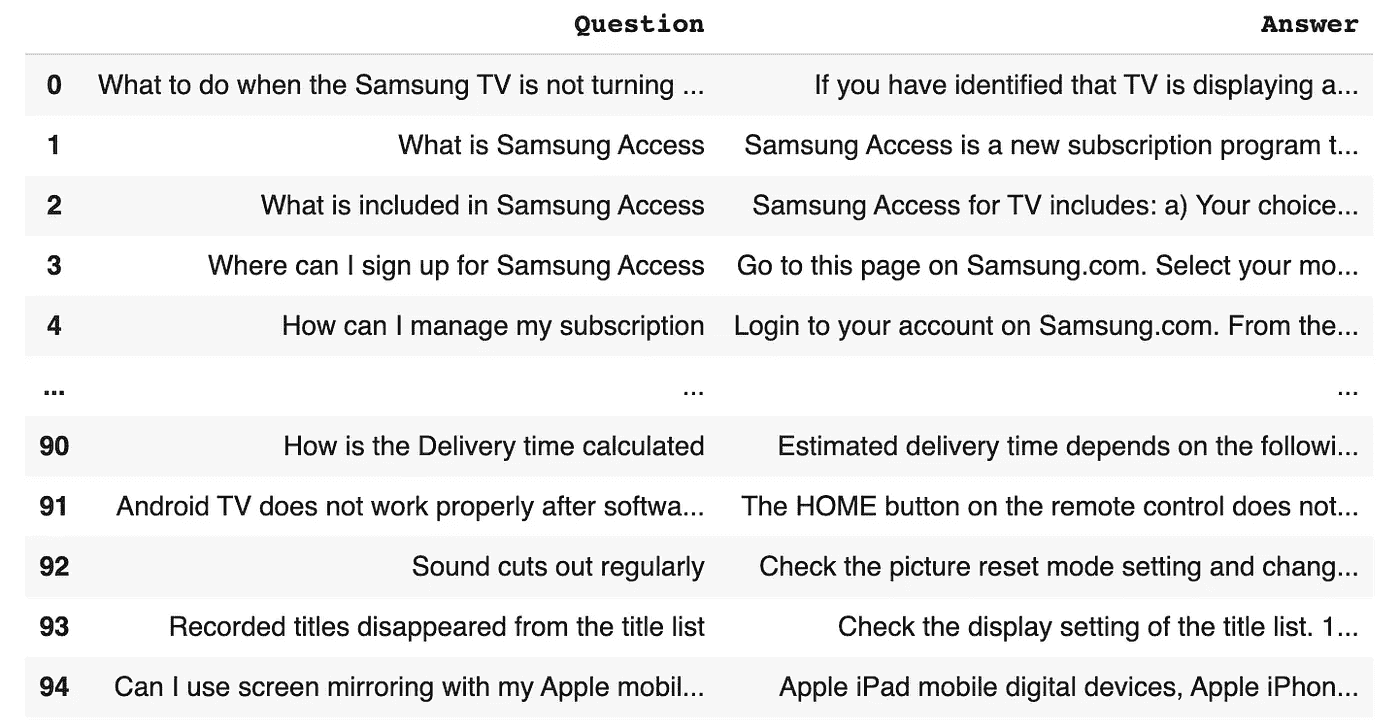 Question Answer
0 What to do when the Samsung TV is not turning ... If you have identified that TV is displaying a...
1 What is Samsung Access Samsung Access is a new subscription program t...
2 What is included in Samsung Access Samsung Access for TV includes: a) Your choice...
3 Where can I sign up for Samsung Access Go to this page on Samsung.com. Select your mo...
4 How can I manage my subscription Login to your account on Samsung.com. From the...
... ... ...
90 How is the Delivery time calculated Estimated delivery time depends on the followi...
91 Android TV does not work properly after softwa... The HOME button on the remote control does not...
92 Sound cuts out regularly Check the picture reset mode setting and chang...
93 Recorded titles disappeared from the title list Check the display setting of the title list. 1...
94 Can I use screen mirroring with my Apple mobil... Apple iPad mobile digital devices, Apple iPhon...